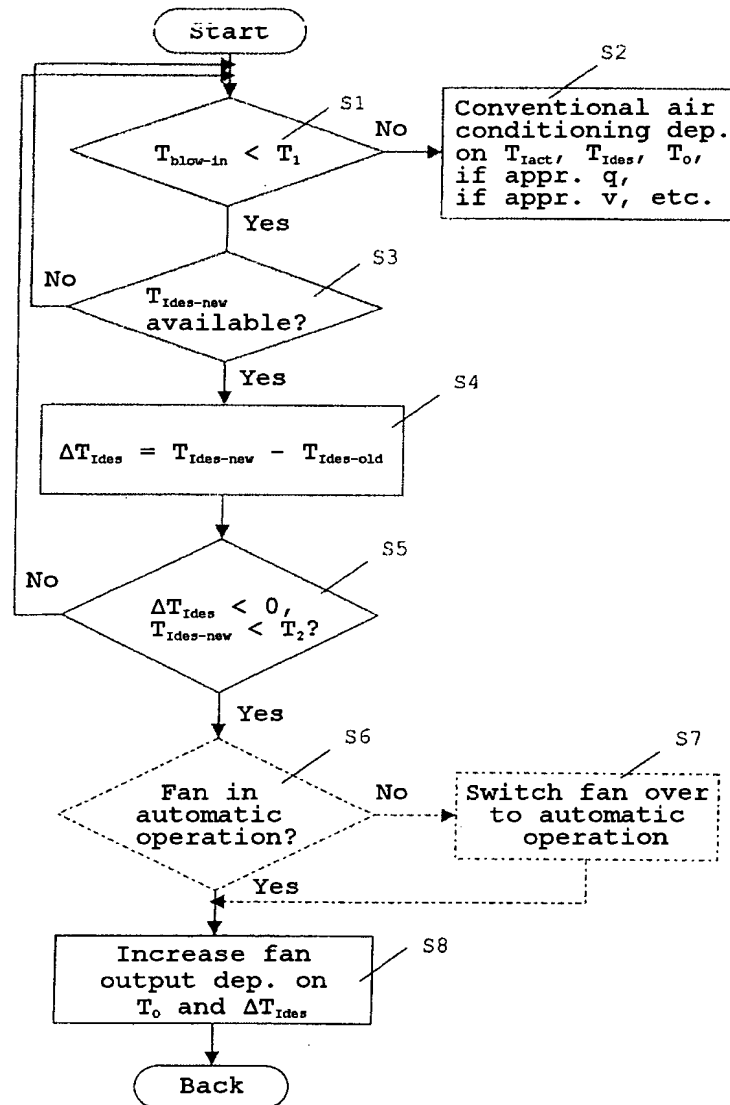 Start
S1
T_blow-in < T_1
No
Yes
S2
Conventional air
conditioning dep.
on T_Iact, T_Ides, T_o,
if appr. q,
if appr. v, etc.
S3
No
T_Ides-new
available?
Yes
S4
ΔT_Ides = T_Ides-new - T_Ides-old
S5
No
ΔT_Ides < 0,
T_Ides-new < T_2?
Yes
S6
Fan in
automatic
operation?
No
Yes
S7
Switch fan over
to automatic
operation
S8
Increase fan
output dep. on
T_o and ΔT_Ides
Back